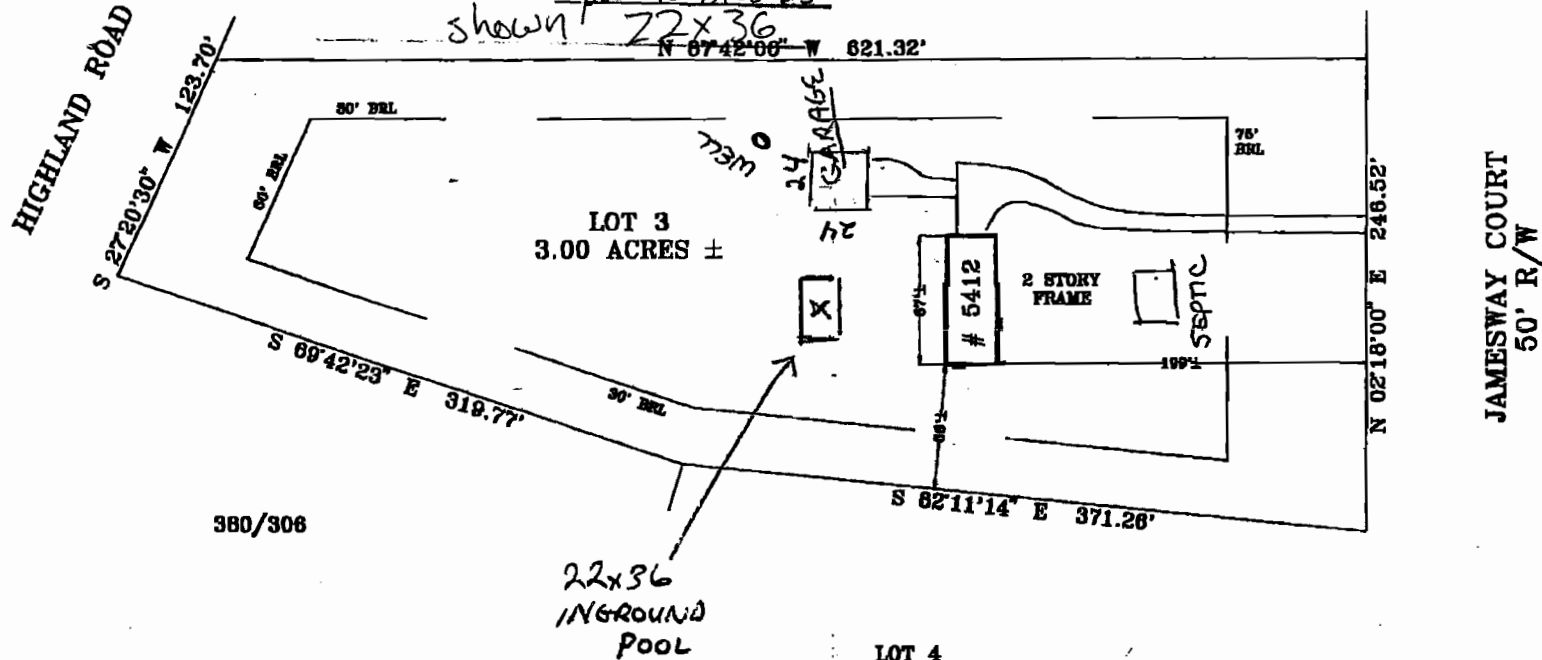 shown 22x36
N 87°42'00" W 621.32'
HIGHLAND ROAD
S 27°20'30" W 123.70'
30' BRL
60' BRL
75' BRL
WELL
GARAGE
24
24
LOT 3
3.00 ACRES ±
X
67'±
# 5412
2 STORY
FRAME
SEPTIC
199'±
N 02°18'00" E 246.52'
JAMESWAY COURT
50' R/W
S 69°42'23" E 319.77'
30' BRL
66'±
S 82°11'14" E 371.26'
380/306
22x36
INGROUND
POOL
LOT 4